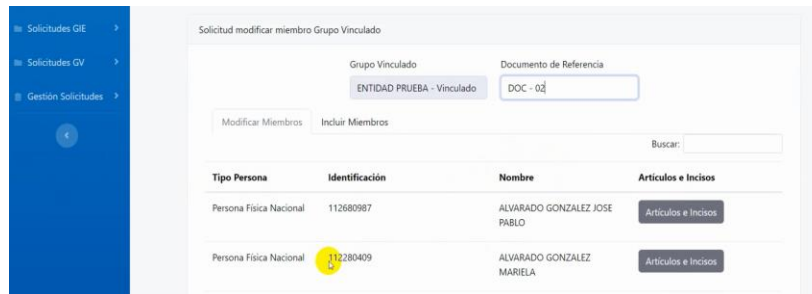 Solicitudes GIE
Solicitudes GV
Gestión Solicitudes
Solicitud modificar miembro Grupo Vinculado
Grupo Vinculado Documento de Referencia
ENTIDAD PRUEBA - Vinculado DOC - 02
Modificar Miembros Incluir Miembros
Buscar:
Tipo Persona Identificación Nombre Artículos e Incisos
Persona Física Nacional 112680987 ALVARADO GONZALEZ JOSE Artículos e Incisos
PABLO
Persona Física Nacional 112280409 ALVARADO GONZALEZ Artículos e Incisos
MARIELA